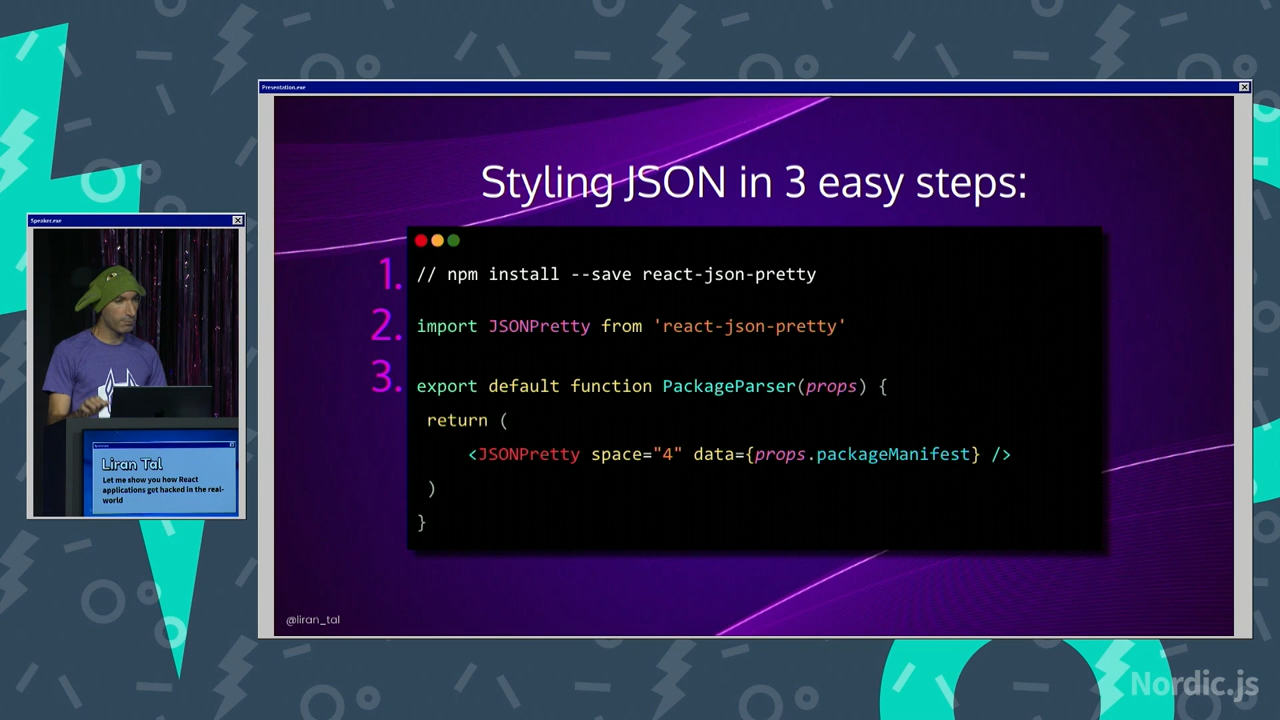 Presentation.exe
Styling JSON in 3 easy steps:
1. // npm install --save react-json-pretty
2. import JSONPretty from 'react-json-pretty'
3. export default function PackageParser(props) {
return (
<JSONPretty space="4" data={props.packageManifest} />
)
}
@liran_tal
Speaker.exe
Liran Tal
Let me show you how React
applications get hacked in the real-
world
Nordic.js